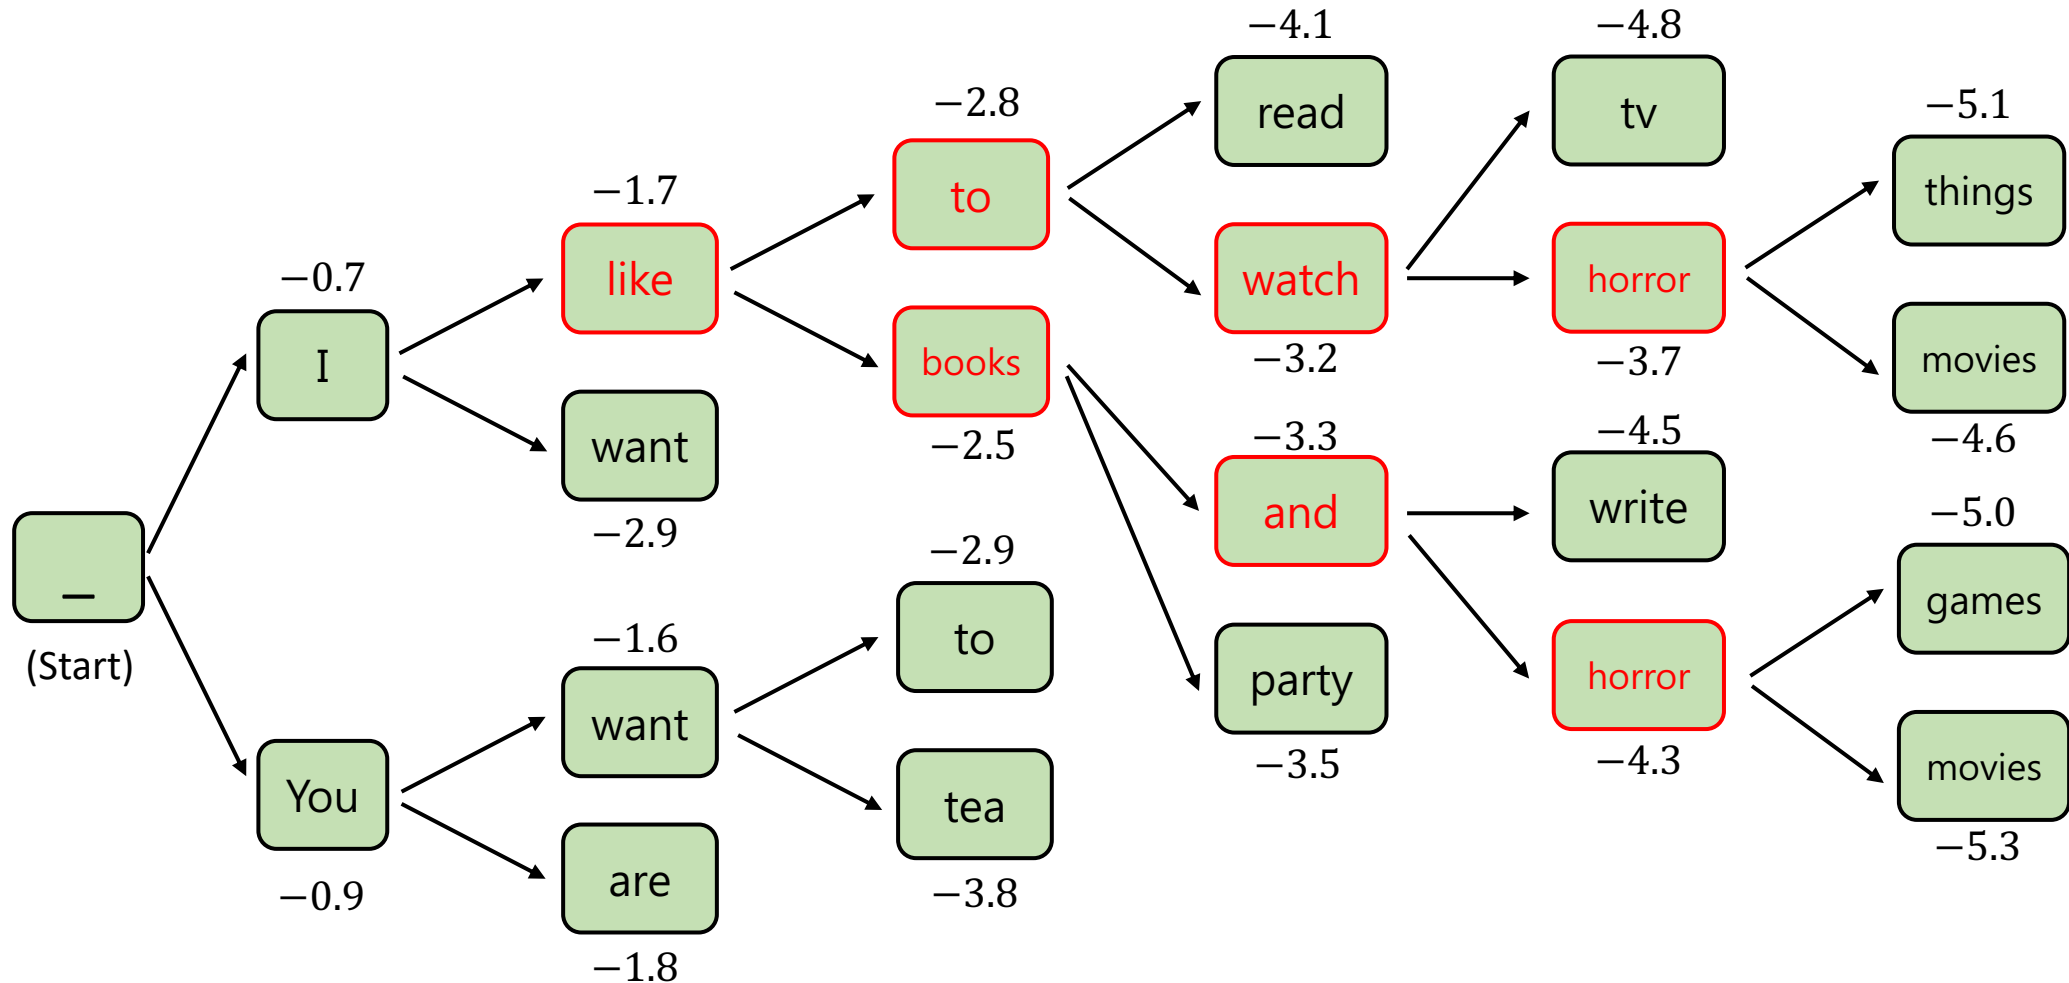 _
(Start)
−0.7
I
You
−0.9
−1.7
like
want
−2.9
−1.6
want
are
−1.8
−2.8
to
books
−2.5
−2.9
to
tea
−3.8
−4.1
read
watch
−3.2
−3.3
and
party
−3.5
−4.8
tv
horror
−3.7
−4.5
write
horror
−4.3
−5.1
things
movies
−4.6
−5.0
games
movies
−5.3